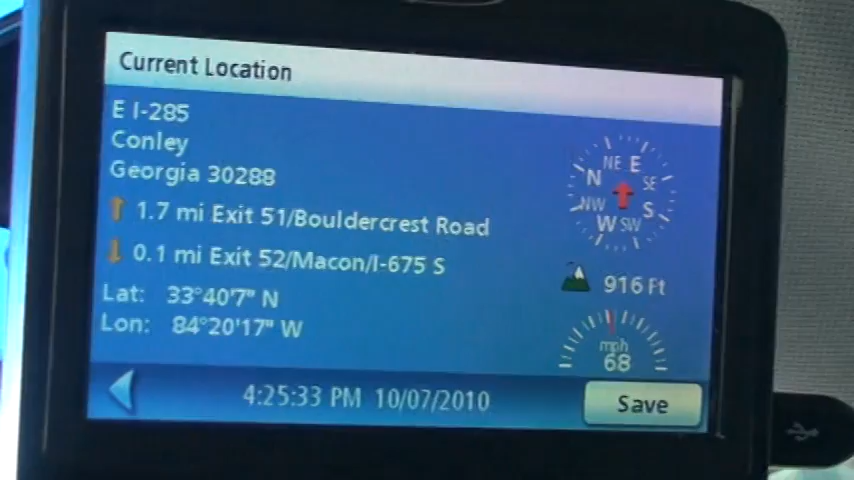 Current Location
E I-285
Conley
Georgia 30288
1.7 mi Exit 51/Bouldercrest Road
0.1 mi Exit 52/Macon/I-675 S
Lat: 33°40'7" N
Lon: 84°20'17" W
NE E
N SE
NW S
W SW
916 Ft
mph
68
4:25:33 PM 10/07/2010
Save